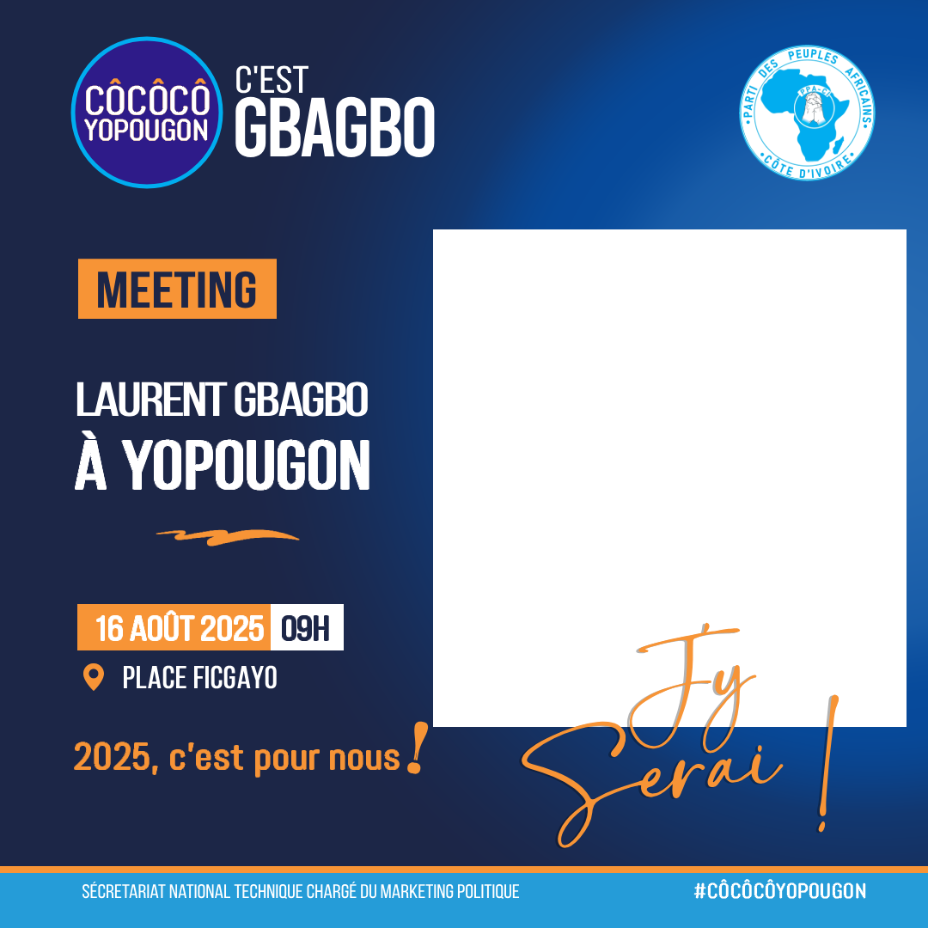 CÔCÔCÔ
YOPOUGON
C'EST
GBAGBO
•PARTI DES PEUPLES AFRICAINS•
PPA-CI
•CÔTE D'IVOIRE•
MEETING
LAURENT GBAGBO
À YOPOUGON
16 AOÛT 2025 09H
PLACE FICGAYO
2025, c'est pour nous!
J'y
Serai !
SÉCRETARIAT NATIONAL TECHNIQUE CHARGÉ DU MARKETING POLITIQUE
#CÔCÔCÔYOPOUGON